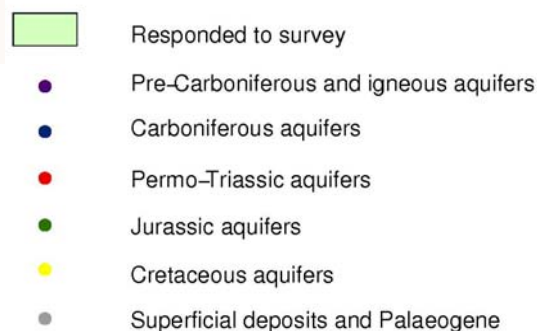 Responded to survey
Pre-Carboniferous and igneous aquifers
Carboniferous aquifers
Permo-Triassic aquifers
Jurassic aquifers
Cretaceous aquifers
Superficial deposits and Palaeogene